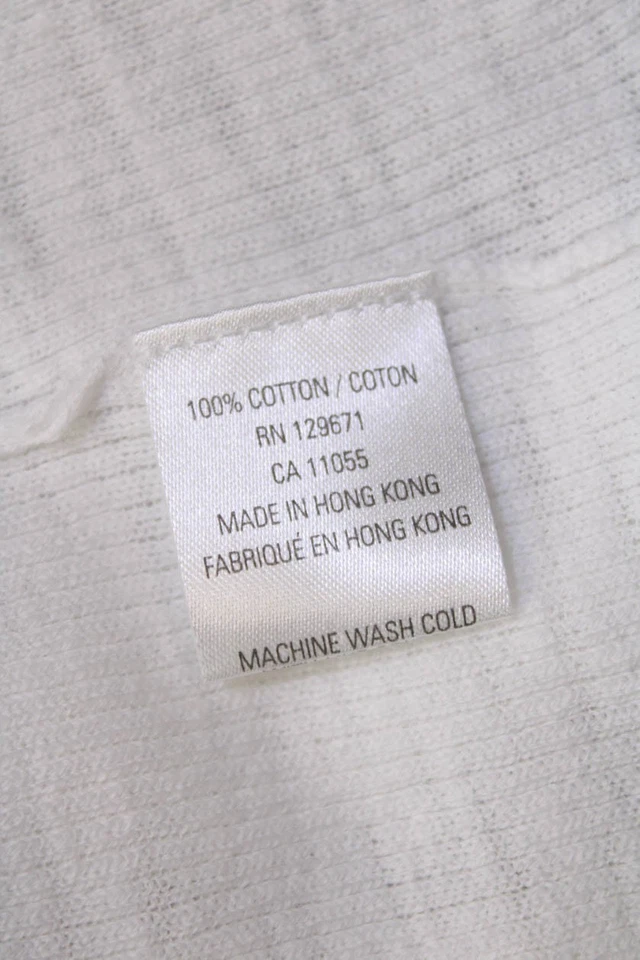 100% COTTON / COTON
RN 129671
CA 11055
MADE IN HONG KONG
FABRIQUÉ EN HONG KONG
MACHINE WASH COLD